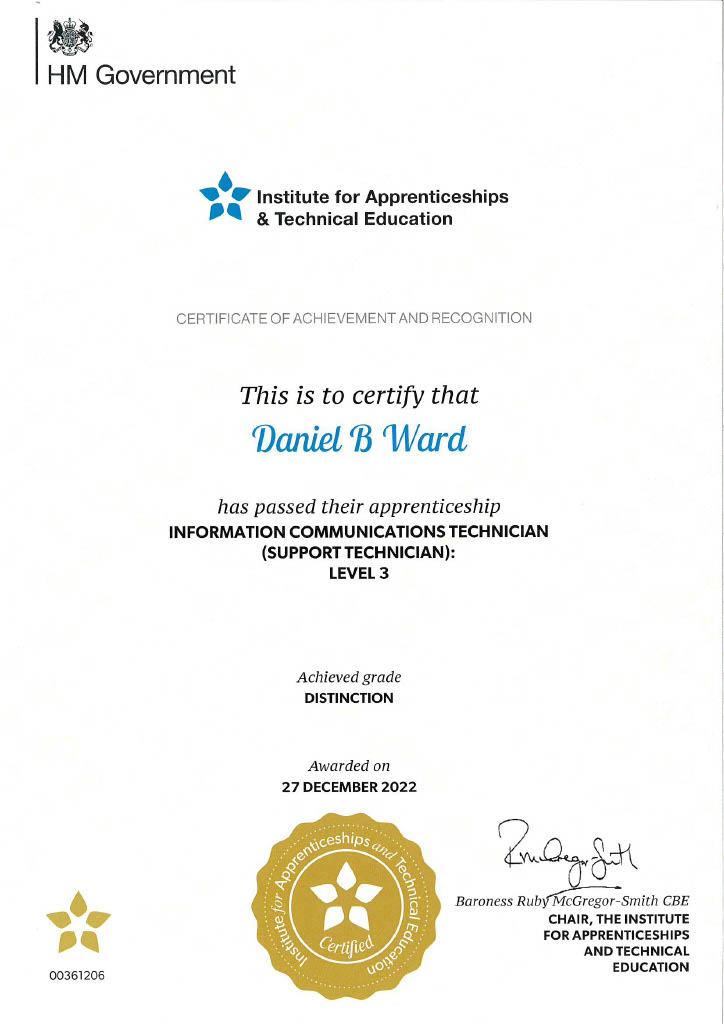 HM Government
Institute for Apprenticeships
& Technical Education
CERTIFICATE OF ACHIEVEMENT AND RECOGNITION
This is to certify that
Daniel B Ward
has passed their apprenticeship
INFORMATION COMMUNICATIONS TECHNICIAN
(SUPPORT TECHNICIAN):
LEVEL 3
Achieved grade
DISTINCTION
Awarded on
27 DECEMBER 2022
Institute for Apprenticeships and Technical Education
Certified
Baroness Ruby McGregor-Smith CBE
CHAIR, THE INSTITUTE
FOR APPRENTICESHIPS
AND TECHNICAL
EDUCATION
00361206